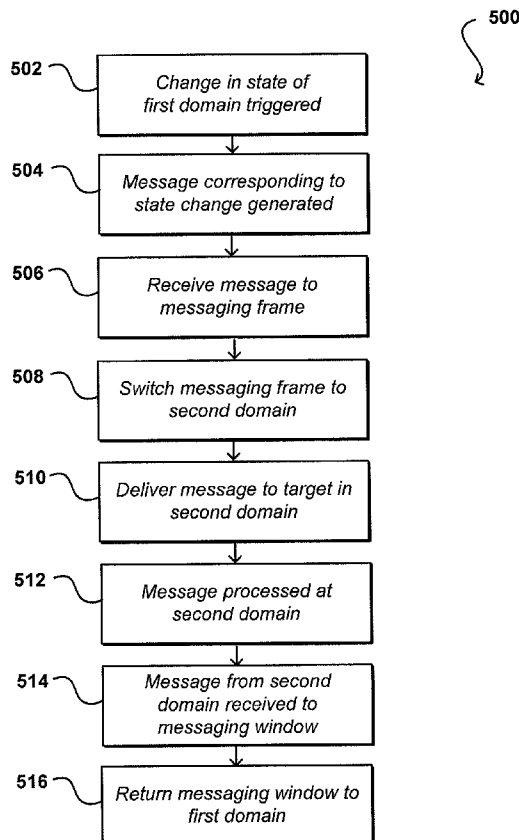 500
502
Change in state of
first domain triggered
504
Message corresponding to
state change generated
506
Receive message to
messaging frame
508
Switch messaging frame to
second domain
510
Deliver message to target in
second domain
512
Message processed at
second domain
514
Message from second
domain received to
messaging window
516
Return messaging window to
first domain